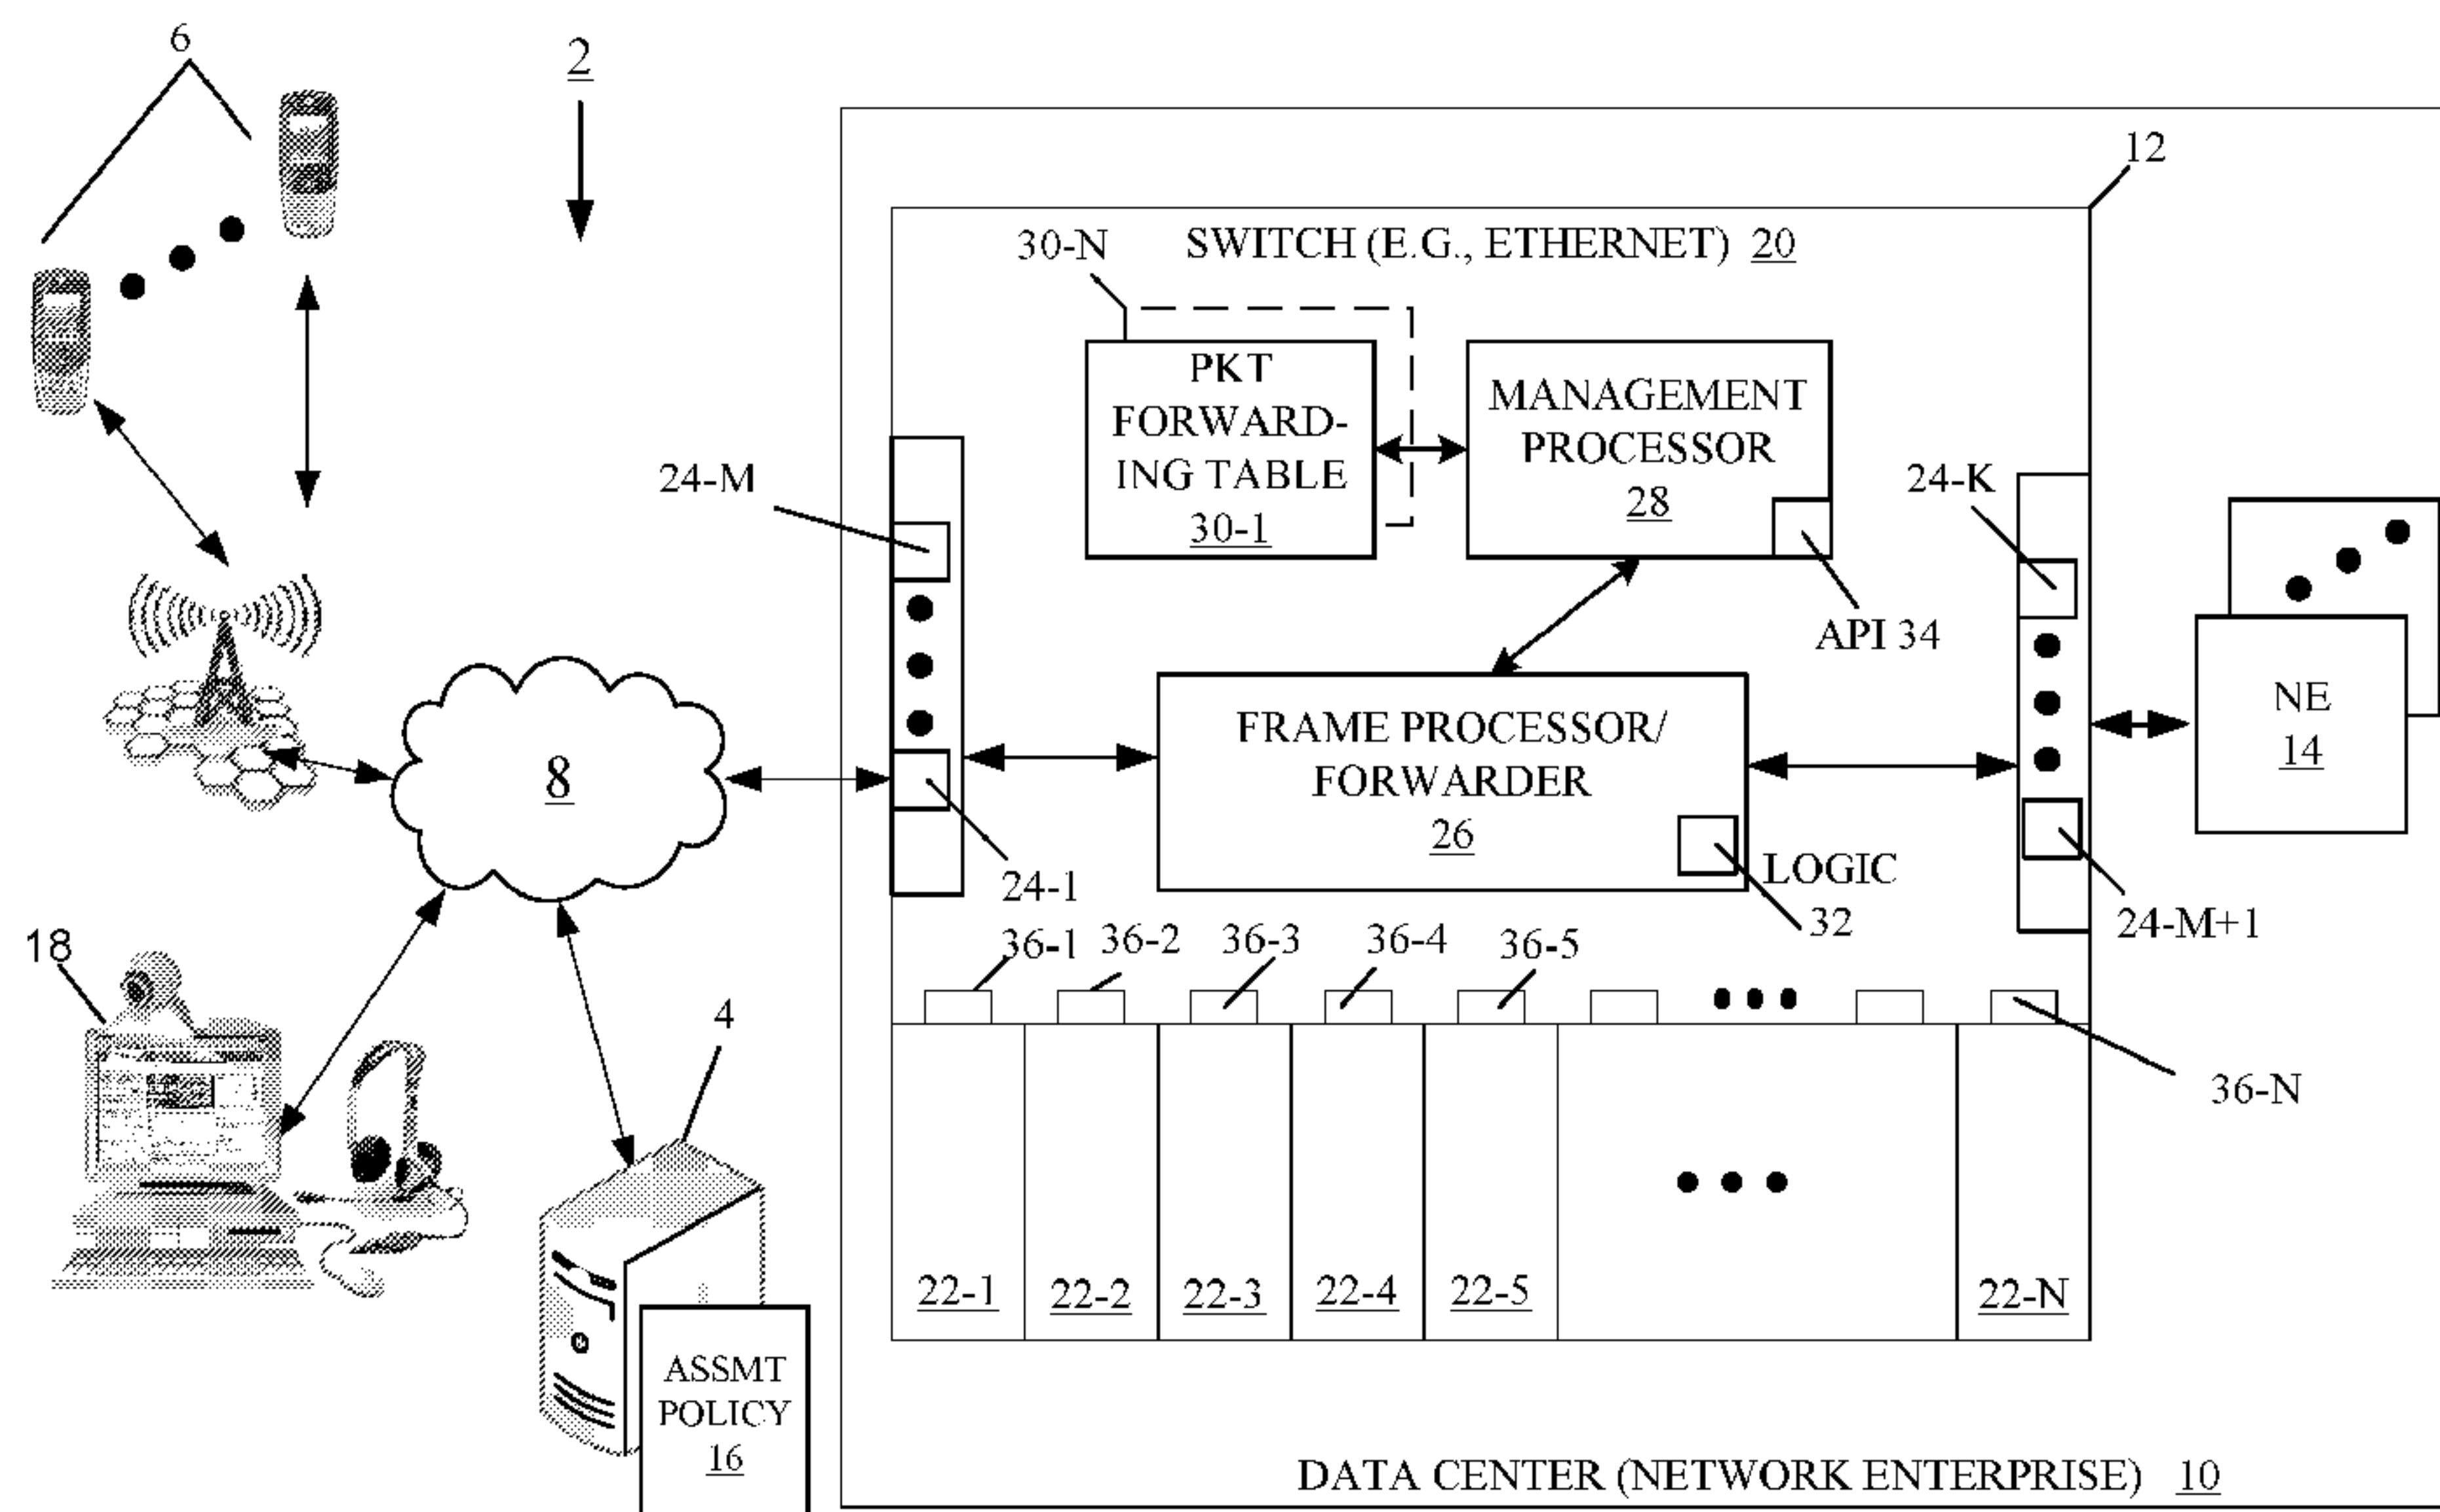 6
2
12
30-N
SWITCH (E.G., ETHERNET) 20
PKT
FORWARD-
ING TABLE
30-1
MANAGEMENT
PROCESSOR
28
24-M
24-K
API 34
NE
14
FRAME PROCESSOR/
FORWARDER
26
8
24-1
LOGIC
32
24-M+1
18
36-1
36-2
36-3
36-4
36-5
4
36-N
22-1
22-2
22-3
22-4
22-5
22-N
ASSMT
POLICY
16
DATA CENTER (NETWORK ENTERPRISE) 10